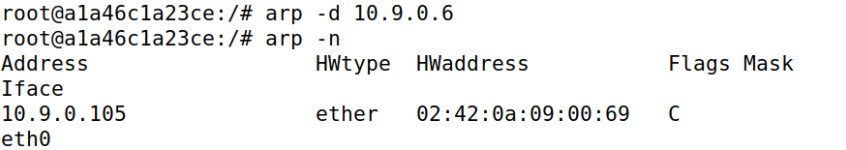 root@a1a46c1a23ce:/# arp -d 10.9.0.6
root@a1a46c1a23ce:/# arp -n
Address                  HWtype  HWaddress           Flags Mask
Iface
10.9.0.105               ether   02:42:0a:09:00:69   C
eth0